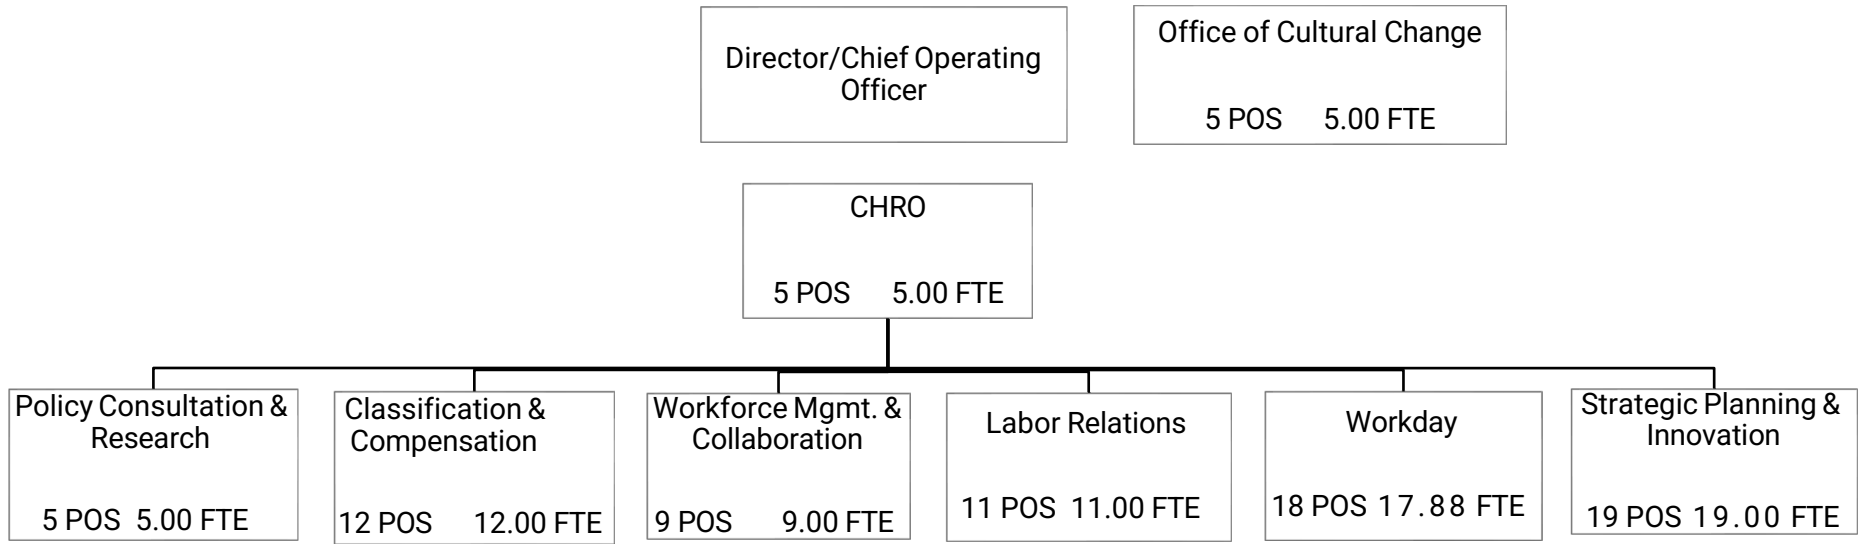 Director/Chief Operating
Officer
Office of Cultural Change
5 POS 5.00 FTE
CHRO
5 POS 5.00 FTE
Policy Consultation &
Research
5 POS 5.00 FTE
Classification &
Compensation
12 POS 12.00 FTE
Workforce Mgmt. &
Collaboration
9 POS 9.00 FTE
Labor Relations
11 POS 11.00 FTE
Workday
18 POS 17.88 FTE
Strategic Planning &
Innovation
19 POS 19.00 FTE